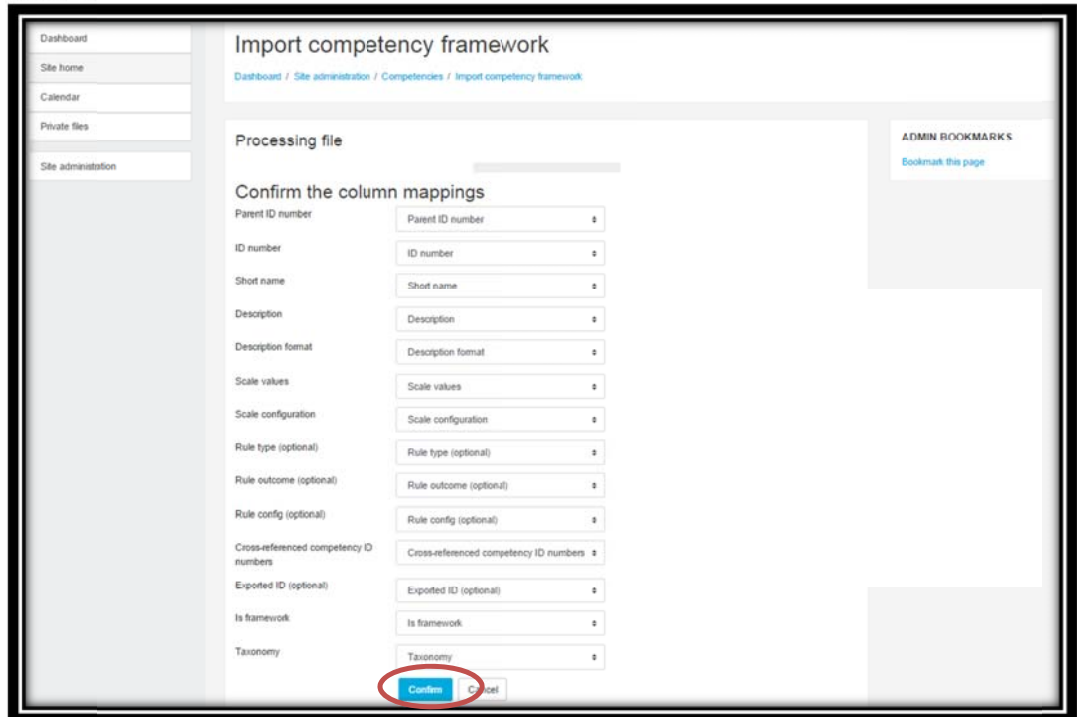 Dashboard
Site home
Calendar
Private files
Site administration
Import competency framework
Dashboard / Site administration / Competencies / Import competency framework
Processing file
Confirm the column mappings
Parent ID number
Parent ID number
ID number
ID number
Short name
Short name
Description
Description
Description format
Description format
Scale values
Scale values
Scale configuration
Scale configuration
Rule type (optional)
Rule type (optional)
Rule outcome (optional)
Rule outcome (optional)
Rule config (optional)
Rule config (optional)
Cross-referenced competency ID
numbers
Cross-referenced competency ID numbers
Exported ID (optional)
Exported ID (optional)
Is framework
Is framework
Taxonomy
Taxonomy
Confirm
Cancel
ADMIN BOOKMARKS
Bookmark this page